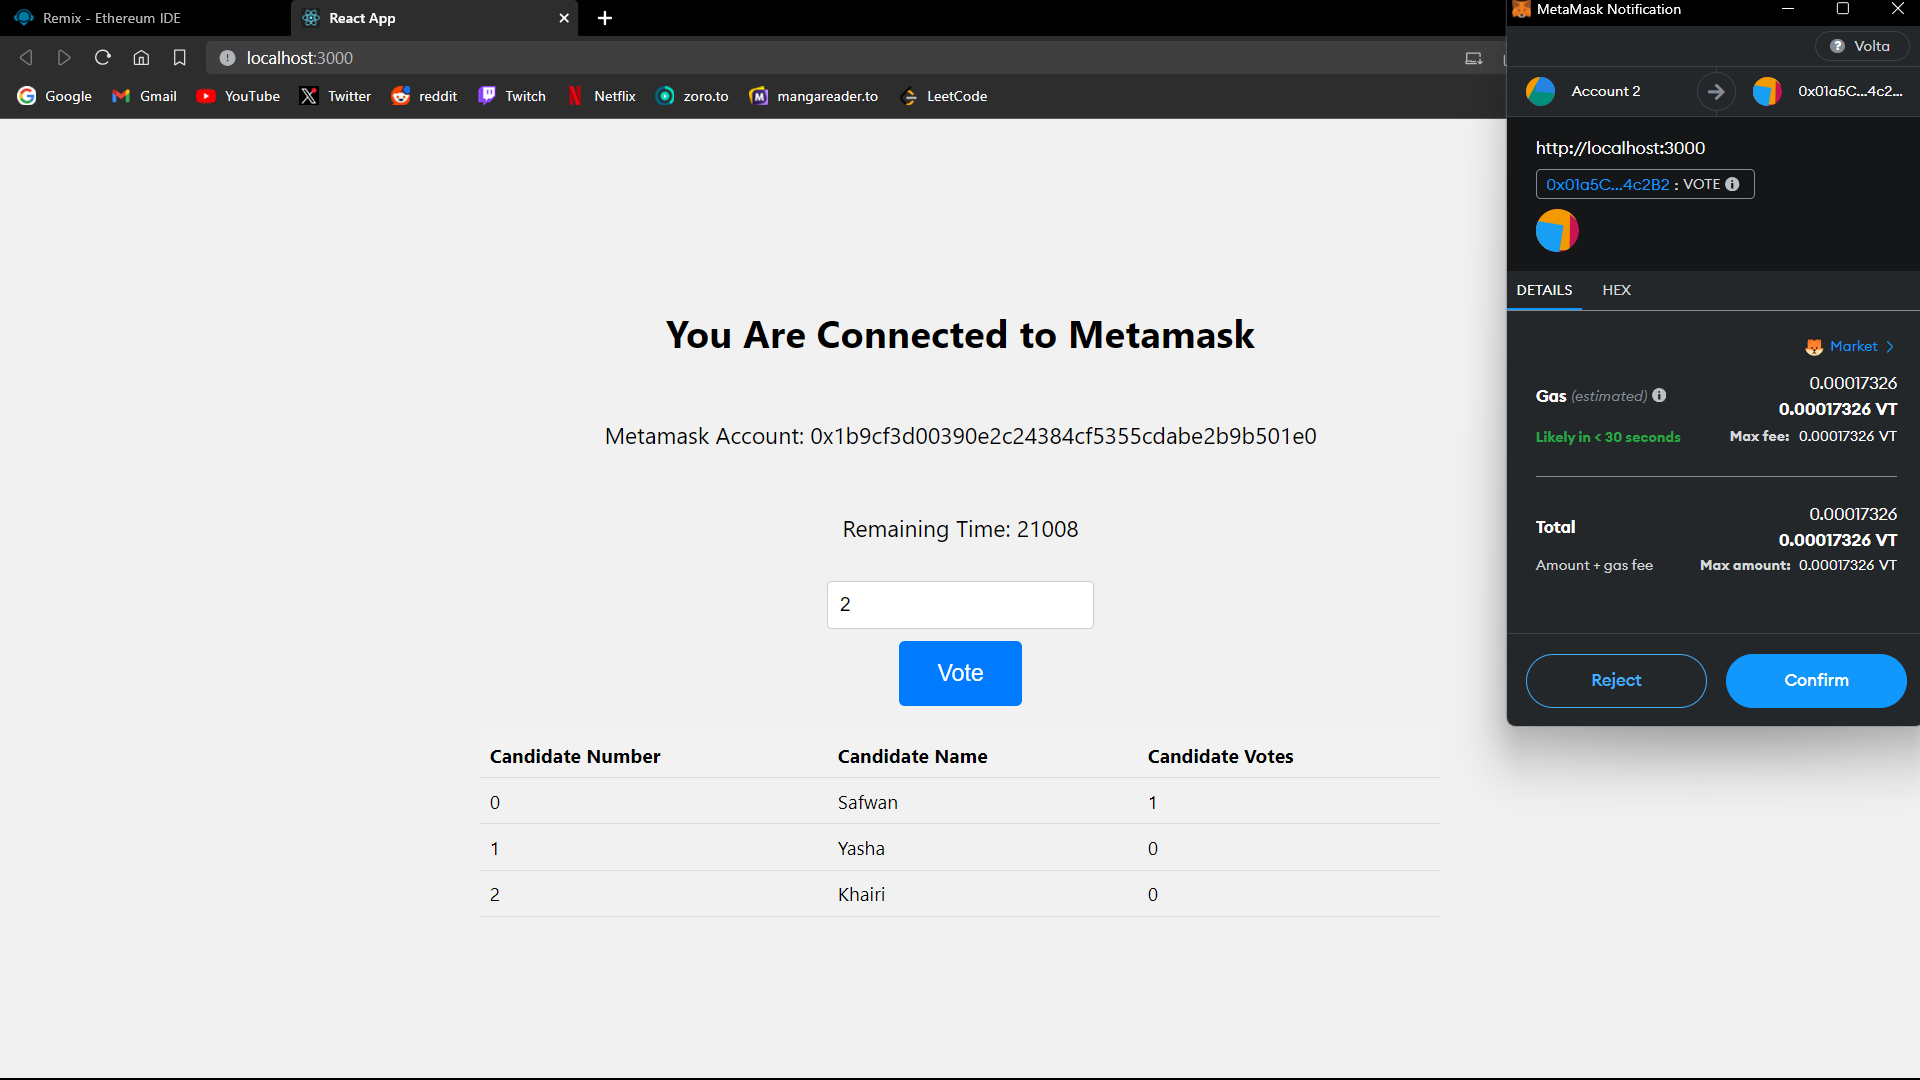 Remix - Ethereum IDE
React App
localhost:3000
Google
Gmail
YouTube
Twitter
reddit
Twitch
Netflix
zoro.to
mangareader.to
LeetCode
You Are Connected to Metamask
Metamask Account: 0x1b9cf3d00390e2c24384cf5355cdabe2b9b501e0
Remaining Time: 21008
2
Vote
Candidate Number Candidate Name Candidate Votes
0 Safwan 1
1 Yasha 0
2 Khairi 0
MetaMask Notification
Volta
Account 2
0x01a5C...4c2...
http://localhost:3000
0x01a5C...4c2B2 : VOTE
DETAILS HEX
Market
0.00017326
Gas (estimated) 0.00017326 VT
Likely in < 30 seconds Max fee: 0.00017326 VT
0.00017326
Total 0.00017326 VT
Amount + gas fee Max amount: 0.00017326 VT
Reject
Confirm